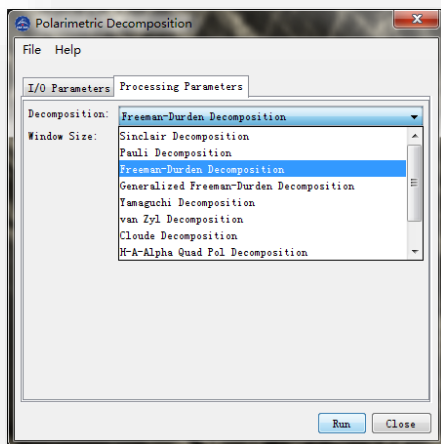 Polarimetric Decomposition
File Help
I/O Parameters Processing Parameters
Decomposition: Freeman-Durden Decomposition
Window Size:
Sinclair Decomposition
Pauli Decomposition
Freeman-Durden Decomposition
Generalized Freeman-Durden Decomposition
Yamaguchi Decomposition
van Zyl Decomposition
Cloude Decomposition
H-A-Alpha Quad Pol Decomposition
Run Close